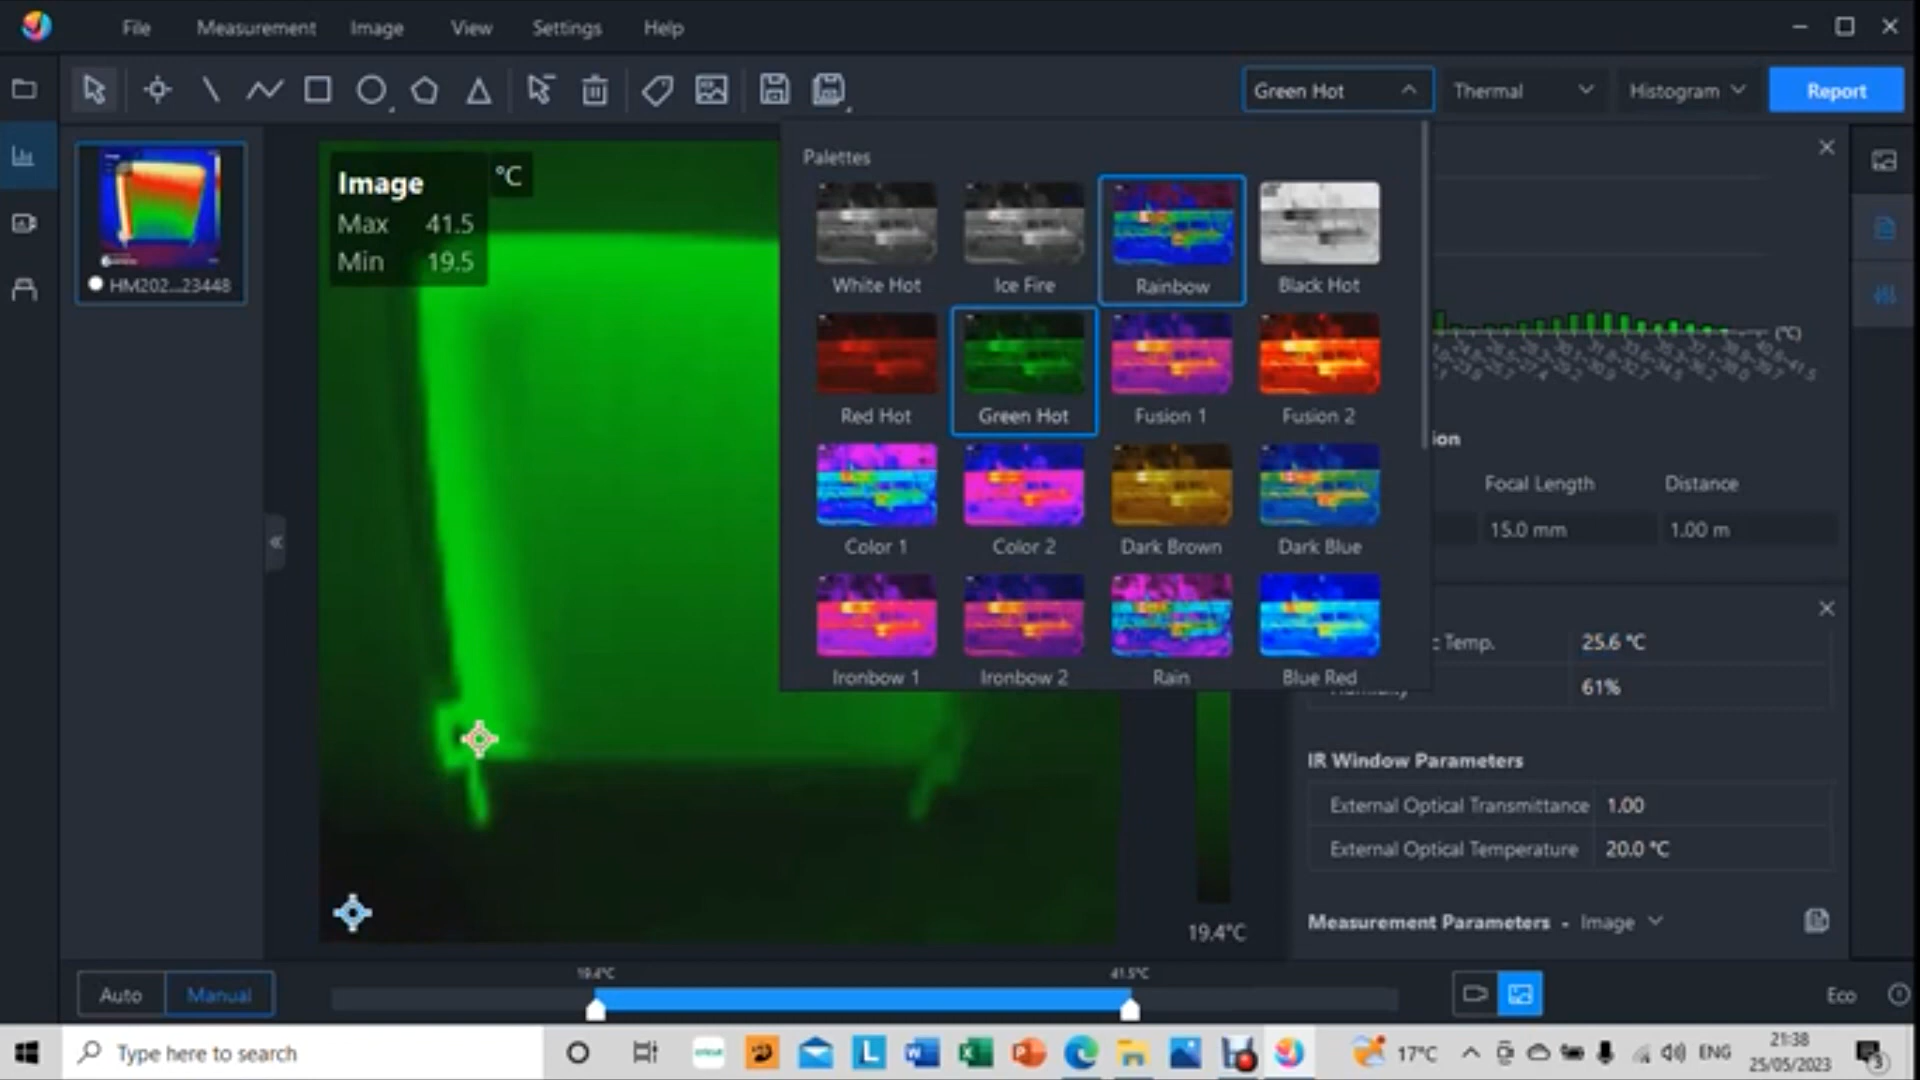 File Measurement Image View Settings Help
Green Hot Thermal Histogram Report
HM202...23448
Image °C
Max 41.5
Min 19.5
Palettes
White Hot Ice Fire Rainbow Black Hot
Red Hot Green Hot Fusion 1 Fusion 2
Color 1 Color 2 Dark Brown Dark Blue
Ironbow 1 Ironbow 2 Rain Blue Red
(°C)
ion
Focal Length Distance
15.0 mm 1.00 m
c Temp. 25.6 °C
61%
IR Window Parameters
External Optical Transmittance 1.00
External Optical Temperature 20.0 °C
Measurement Parameters - Image
19.4°C
19.4°C 41.5°C
Auto Manual
Eco
Type here to search
17°C ENG 21:38
25/05/2023
3